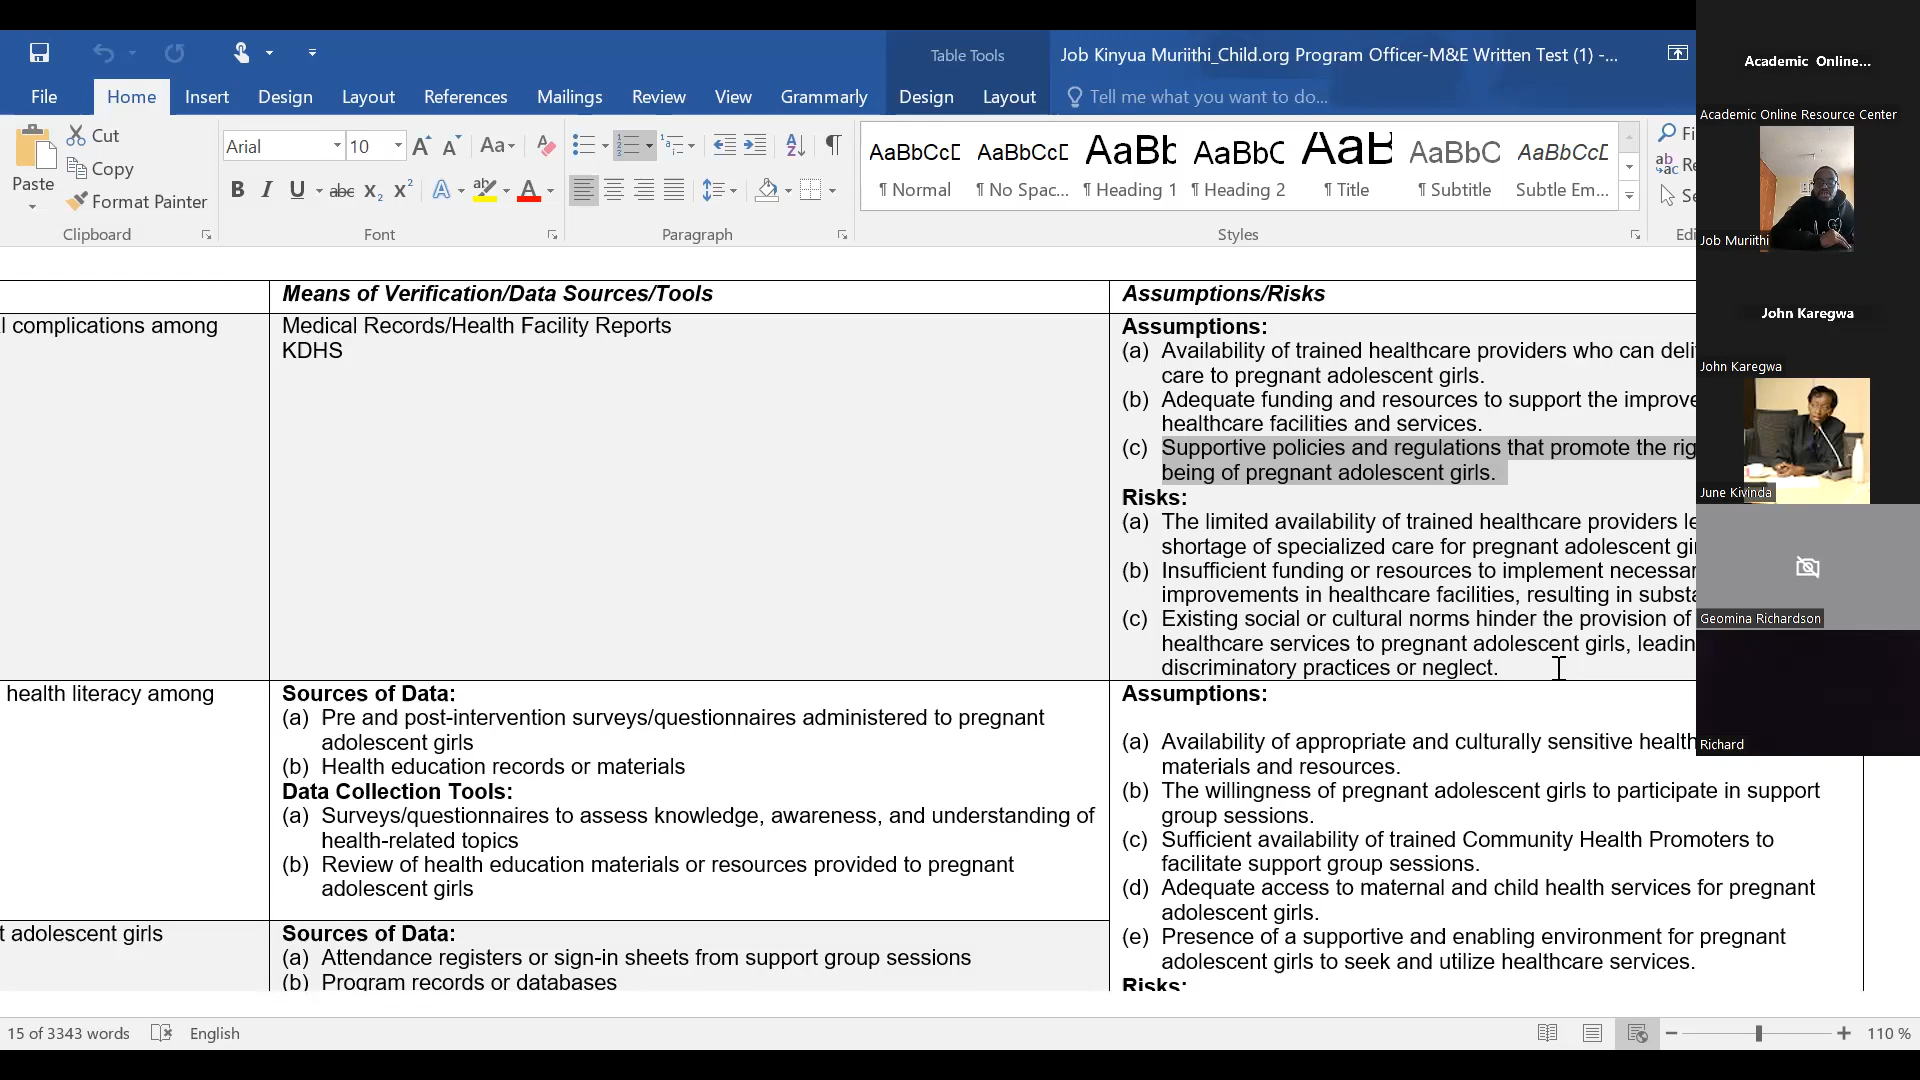 Table Tools
Job Kinyua Muriithi_Child.org Program Officer-M&E Written Test (1) -...
File Home Insert Design Layout References Mailings Review View Grammarly Design Layout Tell me what you want to do...
Paste
Cut
Copy
Format Painter
Clipboard
Arial 10
Font
Paragraph
AaBbCcD AaBbCcD AaBb AaBbC AaB AaBbC AaBbCcD
¶ Normal ¶ No Spac... ¶ Heading 1 ¶ Heading 2 ¶ Title ¶ Subtitle Subtle Em...
Styles
Means of Verification/Data Sources/Tools
Assumptions/Risks
complications among
Medical Records/Health Facility Reports
KDHS
Assumptions:
(a) Availability of trained healthcare providers who can
care to pregnant adolescent girls.
(b) Adequate funding and resources to support the
healthcare facilities and services.
(c) Supportive policies and regulations that promote the
being of pregnant adolescent girls.
Risks:
(a) The limited availability of trained healthcare providers
shortage of specialized care for pregnant adolescent
(b) Insufficient funding or resources to implement
improvements in healthcare facilities, resulting in
(c) Existing social or cultural norms hinder the provision of
healthcare services to pregnant adolescent girls,
discriminatory practices or neglect.
health literacy among
Sources of Data:
(a) Pre and post-intervention surveys/questionnaires administered to pregnant
adolescent girls
(b) Health education records or materials
Data Collection Tools:
(a) Surveys/questionnaires to assess knowledge, awareness, and understanding of
health-related topics
(b) Review of health education materials or resources provided to pregnant
adolescent girls
Assumptions:
(a) Availability of appropriate and culturally sensitive health
materials and resources.
(b) The willingness of pregnant adolescent girls to participate in support
group sessions.
(c) Sufficient availability of trained Community Health Promoters to
facilitate support group sessions.
(d) Adequate access to maternal and child health services for pregnant
adolescent girls.
(e) Presence of a supportive and enabling environment for pregnant
adolescent girls to seek and utilize healthcare services.
Risks:
adolescent girls
Sources of Data:
(a) Attendance registers or sign-in sheets from support group sessions
(b) Program records or databases
15 of 3343 words English 110 %
Academic Online...
Academic Online Resource Center
Job Muriithi
John Karegwa
John Karegwa
June Kivinda
Geomina Richardson
Richard